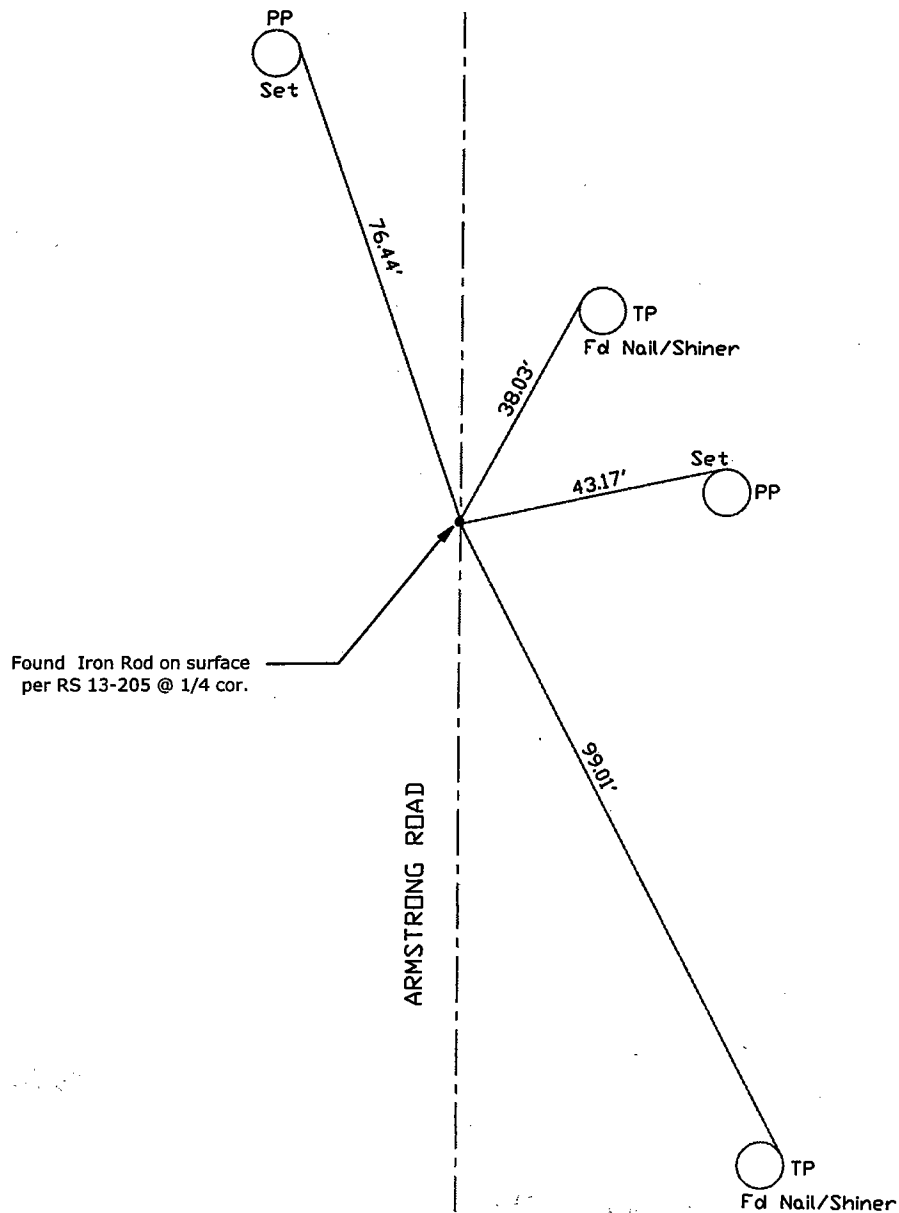 PP
Set
76.44'
TP
Fd Nail/Shiner
38.03'
Set
43.17'
PP
Found Iron Rod on surface
per RS 13-205 @ 1/4 cor.
99.01'
ARMSTRONG ROAD
TP
Fd Nail/Shiner